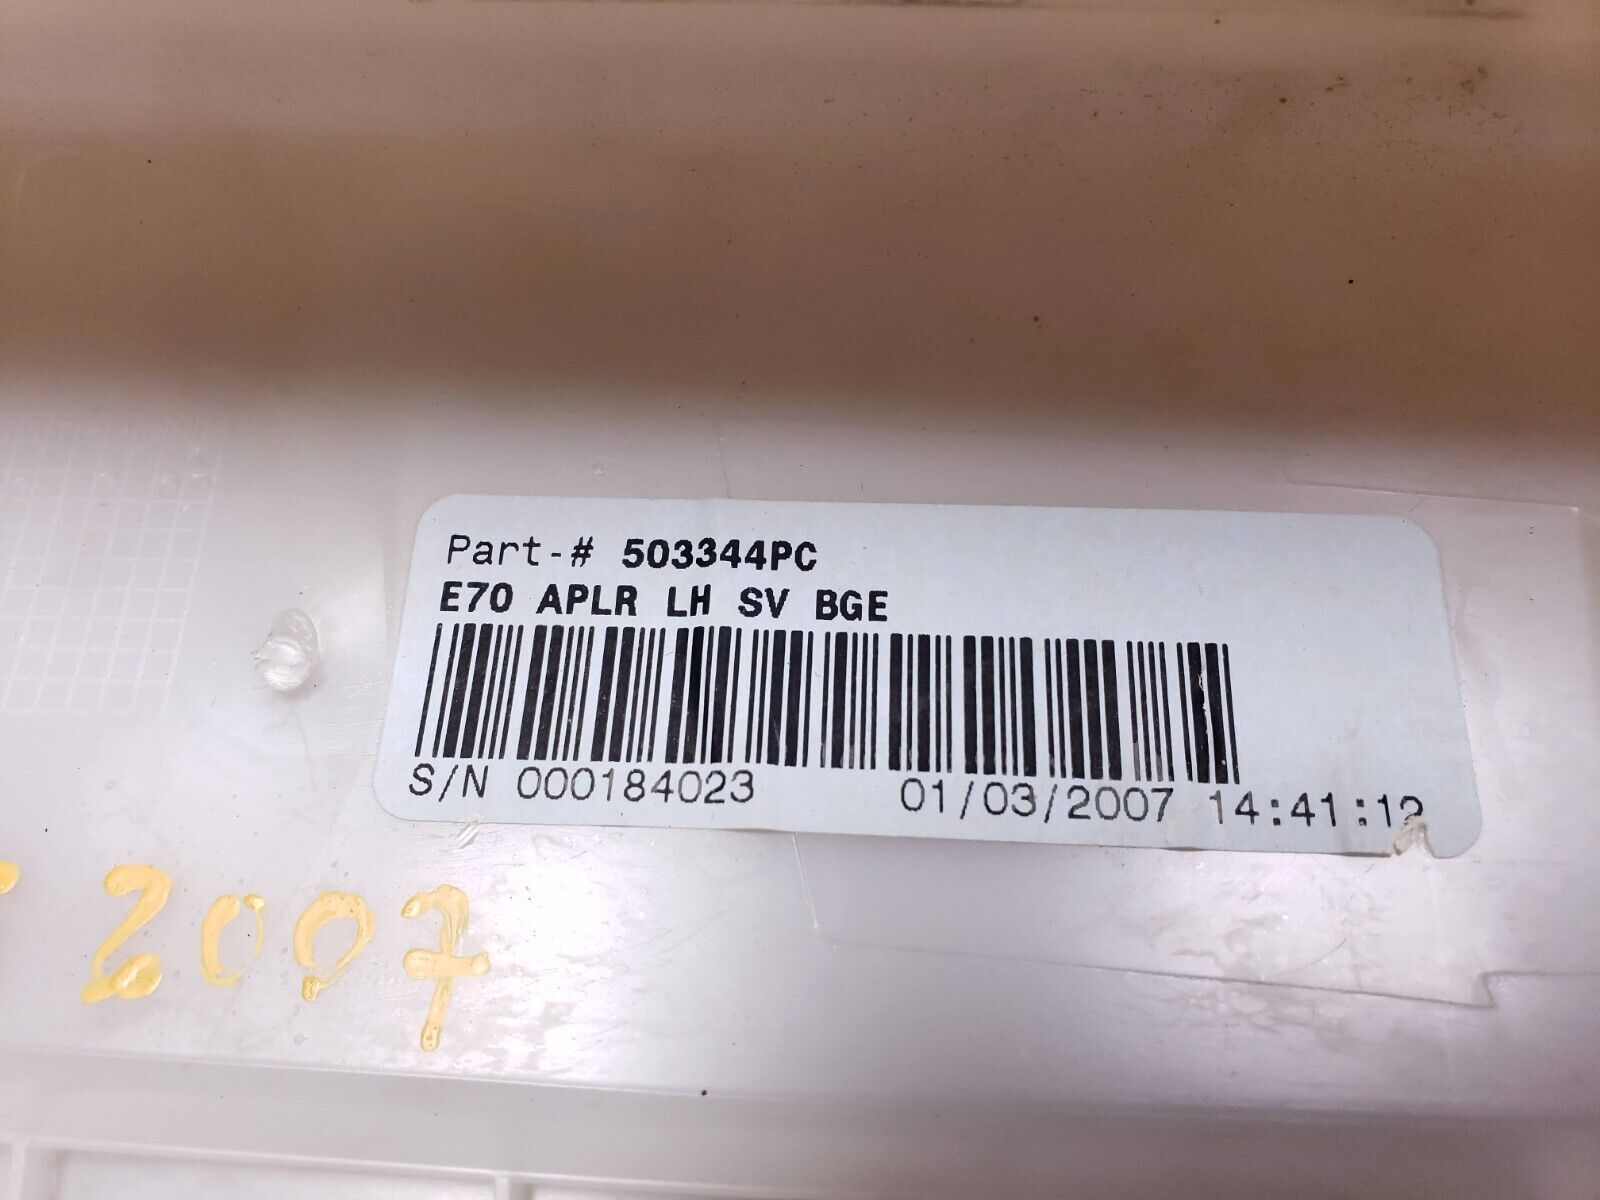 Part-# 503344PC
E70 APLR LH SV BGE
S/N 000184023 01/03/2007 14:41:12
2007